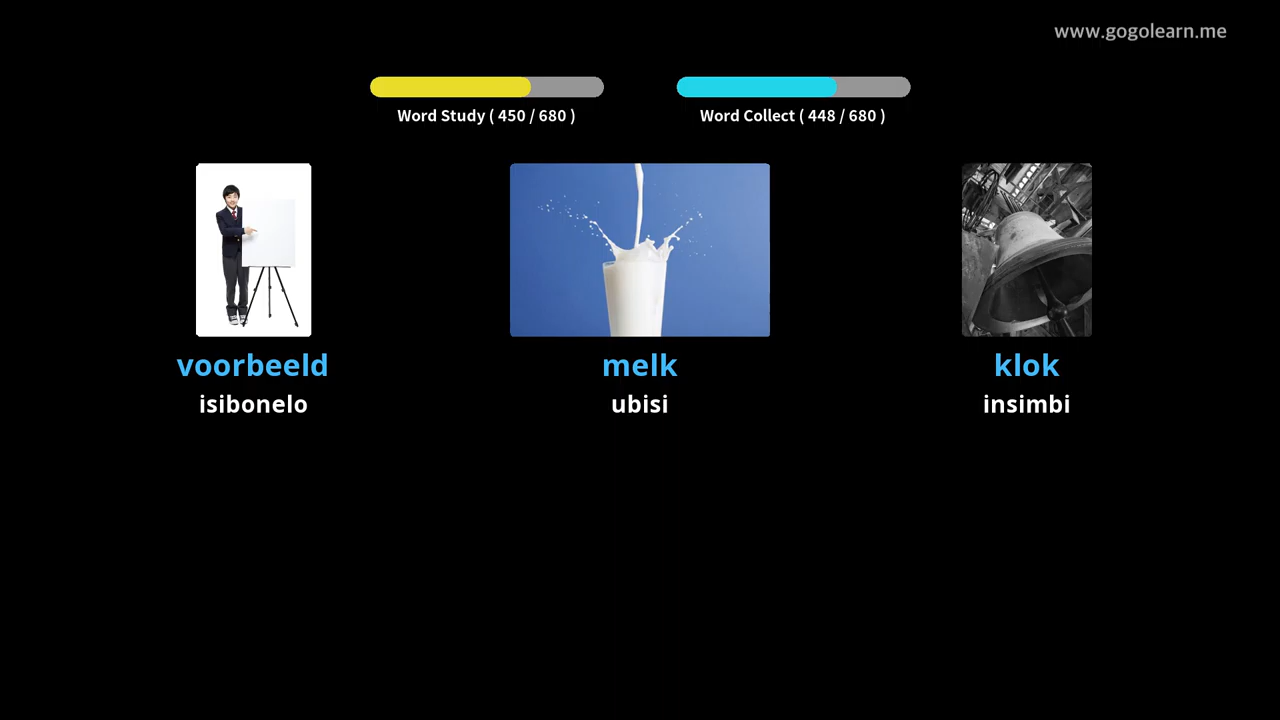 www.gogolearn.me
Word Study ( 450 / 680 )
Word Collect ( 448 / 680 )
voorbeeld
isibonelo
melk
ubisi
klok
insimbi